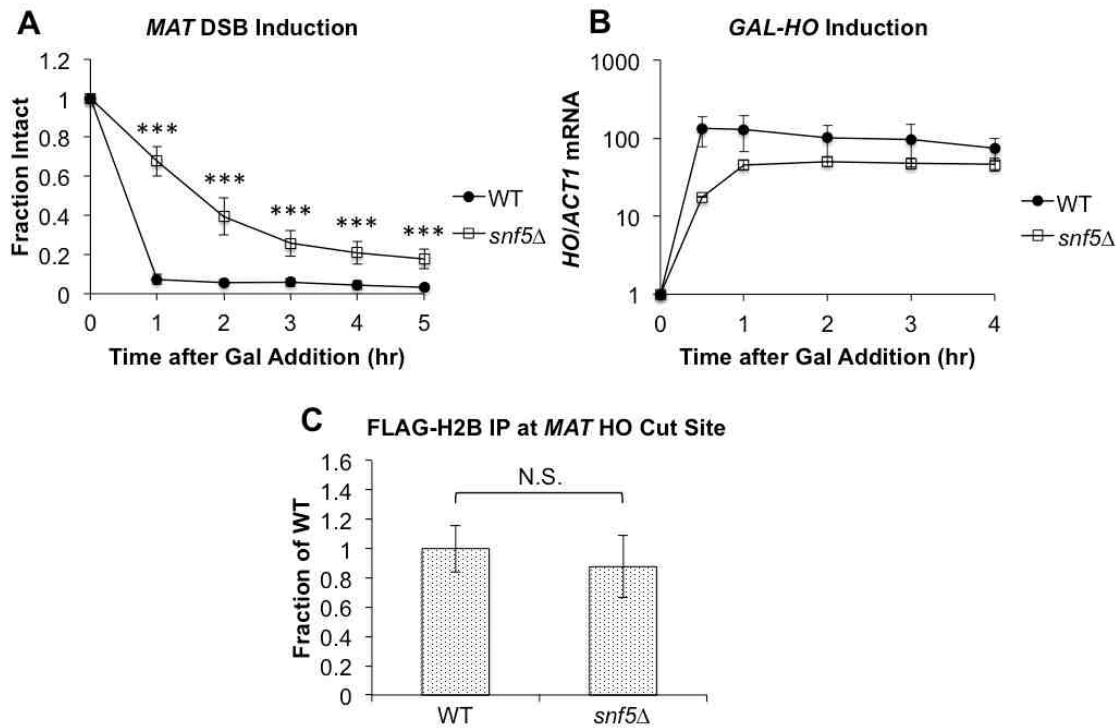 A
MAT DSB Induction
1.2
1
0.8
0.6
0.4
0.2
0
Fraction Intact
***
***
***
***
***
WT
snf5Δ
0 1 2 3 4 5
Time after Gal Addition (hr)
B
GAL-HO Induction
1000
100
10
1
HO/ACT1 mRNA
WT
snf5Δ
0 1 2 3 4
Time after Gal Addition (hr)
C
FLAG-H2B IP at MAT HO Cut Site
1.6
1.4
1.2
1
0.8
0.6
0.4
0.2
0
Fraction of WT
N.S.
WT snf5Δ